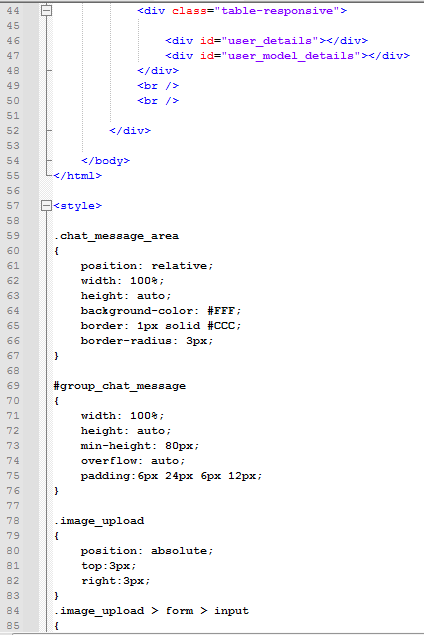 44 <div class="table-responsive">
45
46 <div id="user_details"></div>
47 <div id="user_model_details"></div>
48 </div>
49 <br />
50 <br />
51
52 </div>
53
54 </body>
55 </html>
56
57 <style>
58
59 .chat_message_area
60 {
61 position: relative;
62 width: 100%;
63 height: auto;
64 background-color: #FFF;
65 border: 1px solid #CCC;
66 border-radius: 3px;
67 }
68
69 #group_chat_message
70 {
71 width: 100%;
72 height: auto;
73 min-height: 80px;
74 overflow: auto;
75 padding:6px 24px 6px 12px;
76 }
77
78 .image_upload
79 {
80 position: absolute;
81 top:3px;
82 right:3px;
83 }
84 .image_upload > form > input
85 {